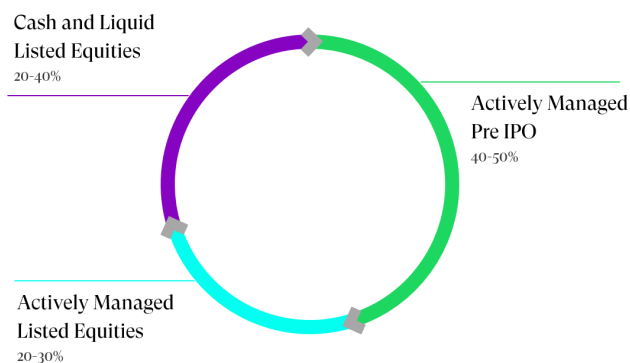 Cash and Liquid
Listed Equities
20-40%
Actively Managed
Pre IPO
40-50%
Actively Managed
Listed Equities
20-30%